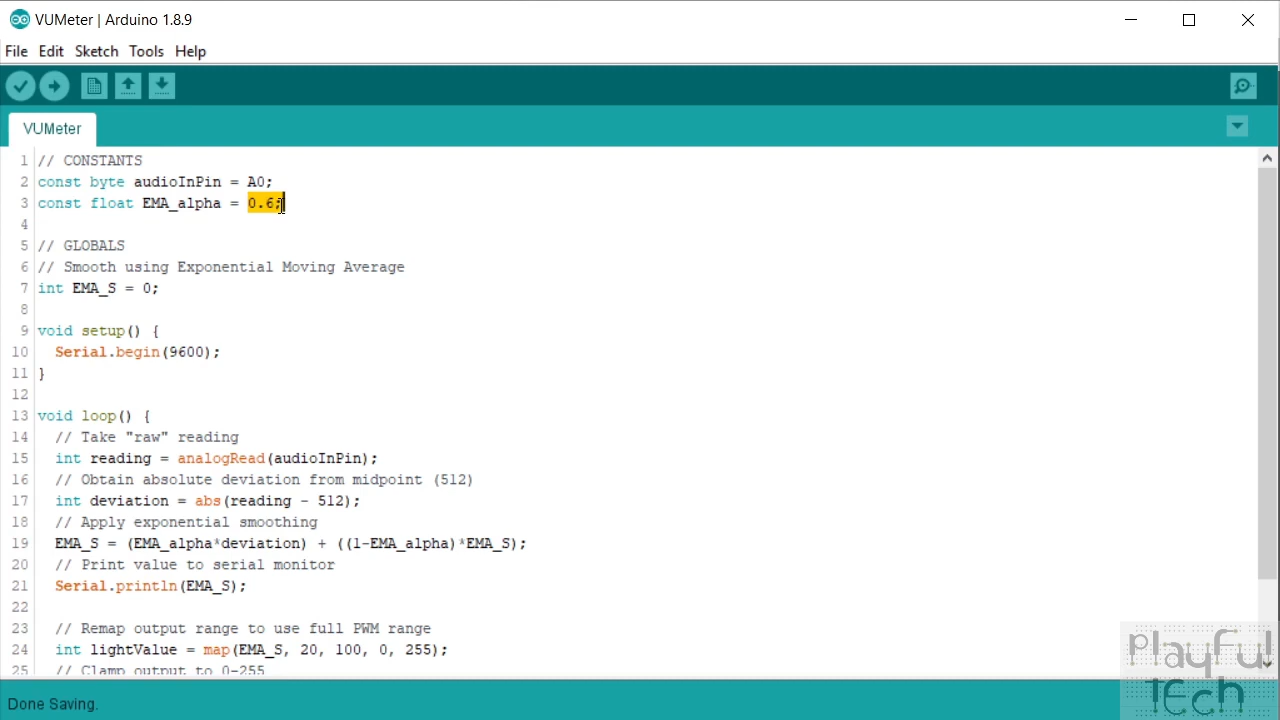 VUMeter | Arduino 1.8.9
File Edit Sketch Tools Help
VUMeter
1 // CONSTANTS
2 const byte audioInPin = A0;
3 const float EMA_alpha = 0.6;
4
5 // GLOBALS
6 // Smooth using Exponential Moving Average
7 int EMA_S = 0;
8
9 void setup() {
10 Serial.begin(9600);
11 }
12
13 void loop() {
14 // Take "raw" reading
15 int reading = analogRead(audioInPin);
16 // Obtain absolute deviation from midpoint (512)
17 int deviation = abs(reading - 512);
18 // Apply exponential smoothing
19 EMA_S = (EMA_alpha*deviation) + ((1-EMA_alpha)*EMA_S);
20 // Print value to serial monitor
21 Serial.println(EMA_S);
22
23 // Remap output range to use full PWM range
24 int lightValue = map(EMA_S, 20, 100, 0, 255);
25 // Clamp output to 0-255
Done Saving.
Playful
tEch